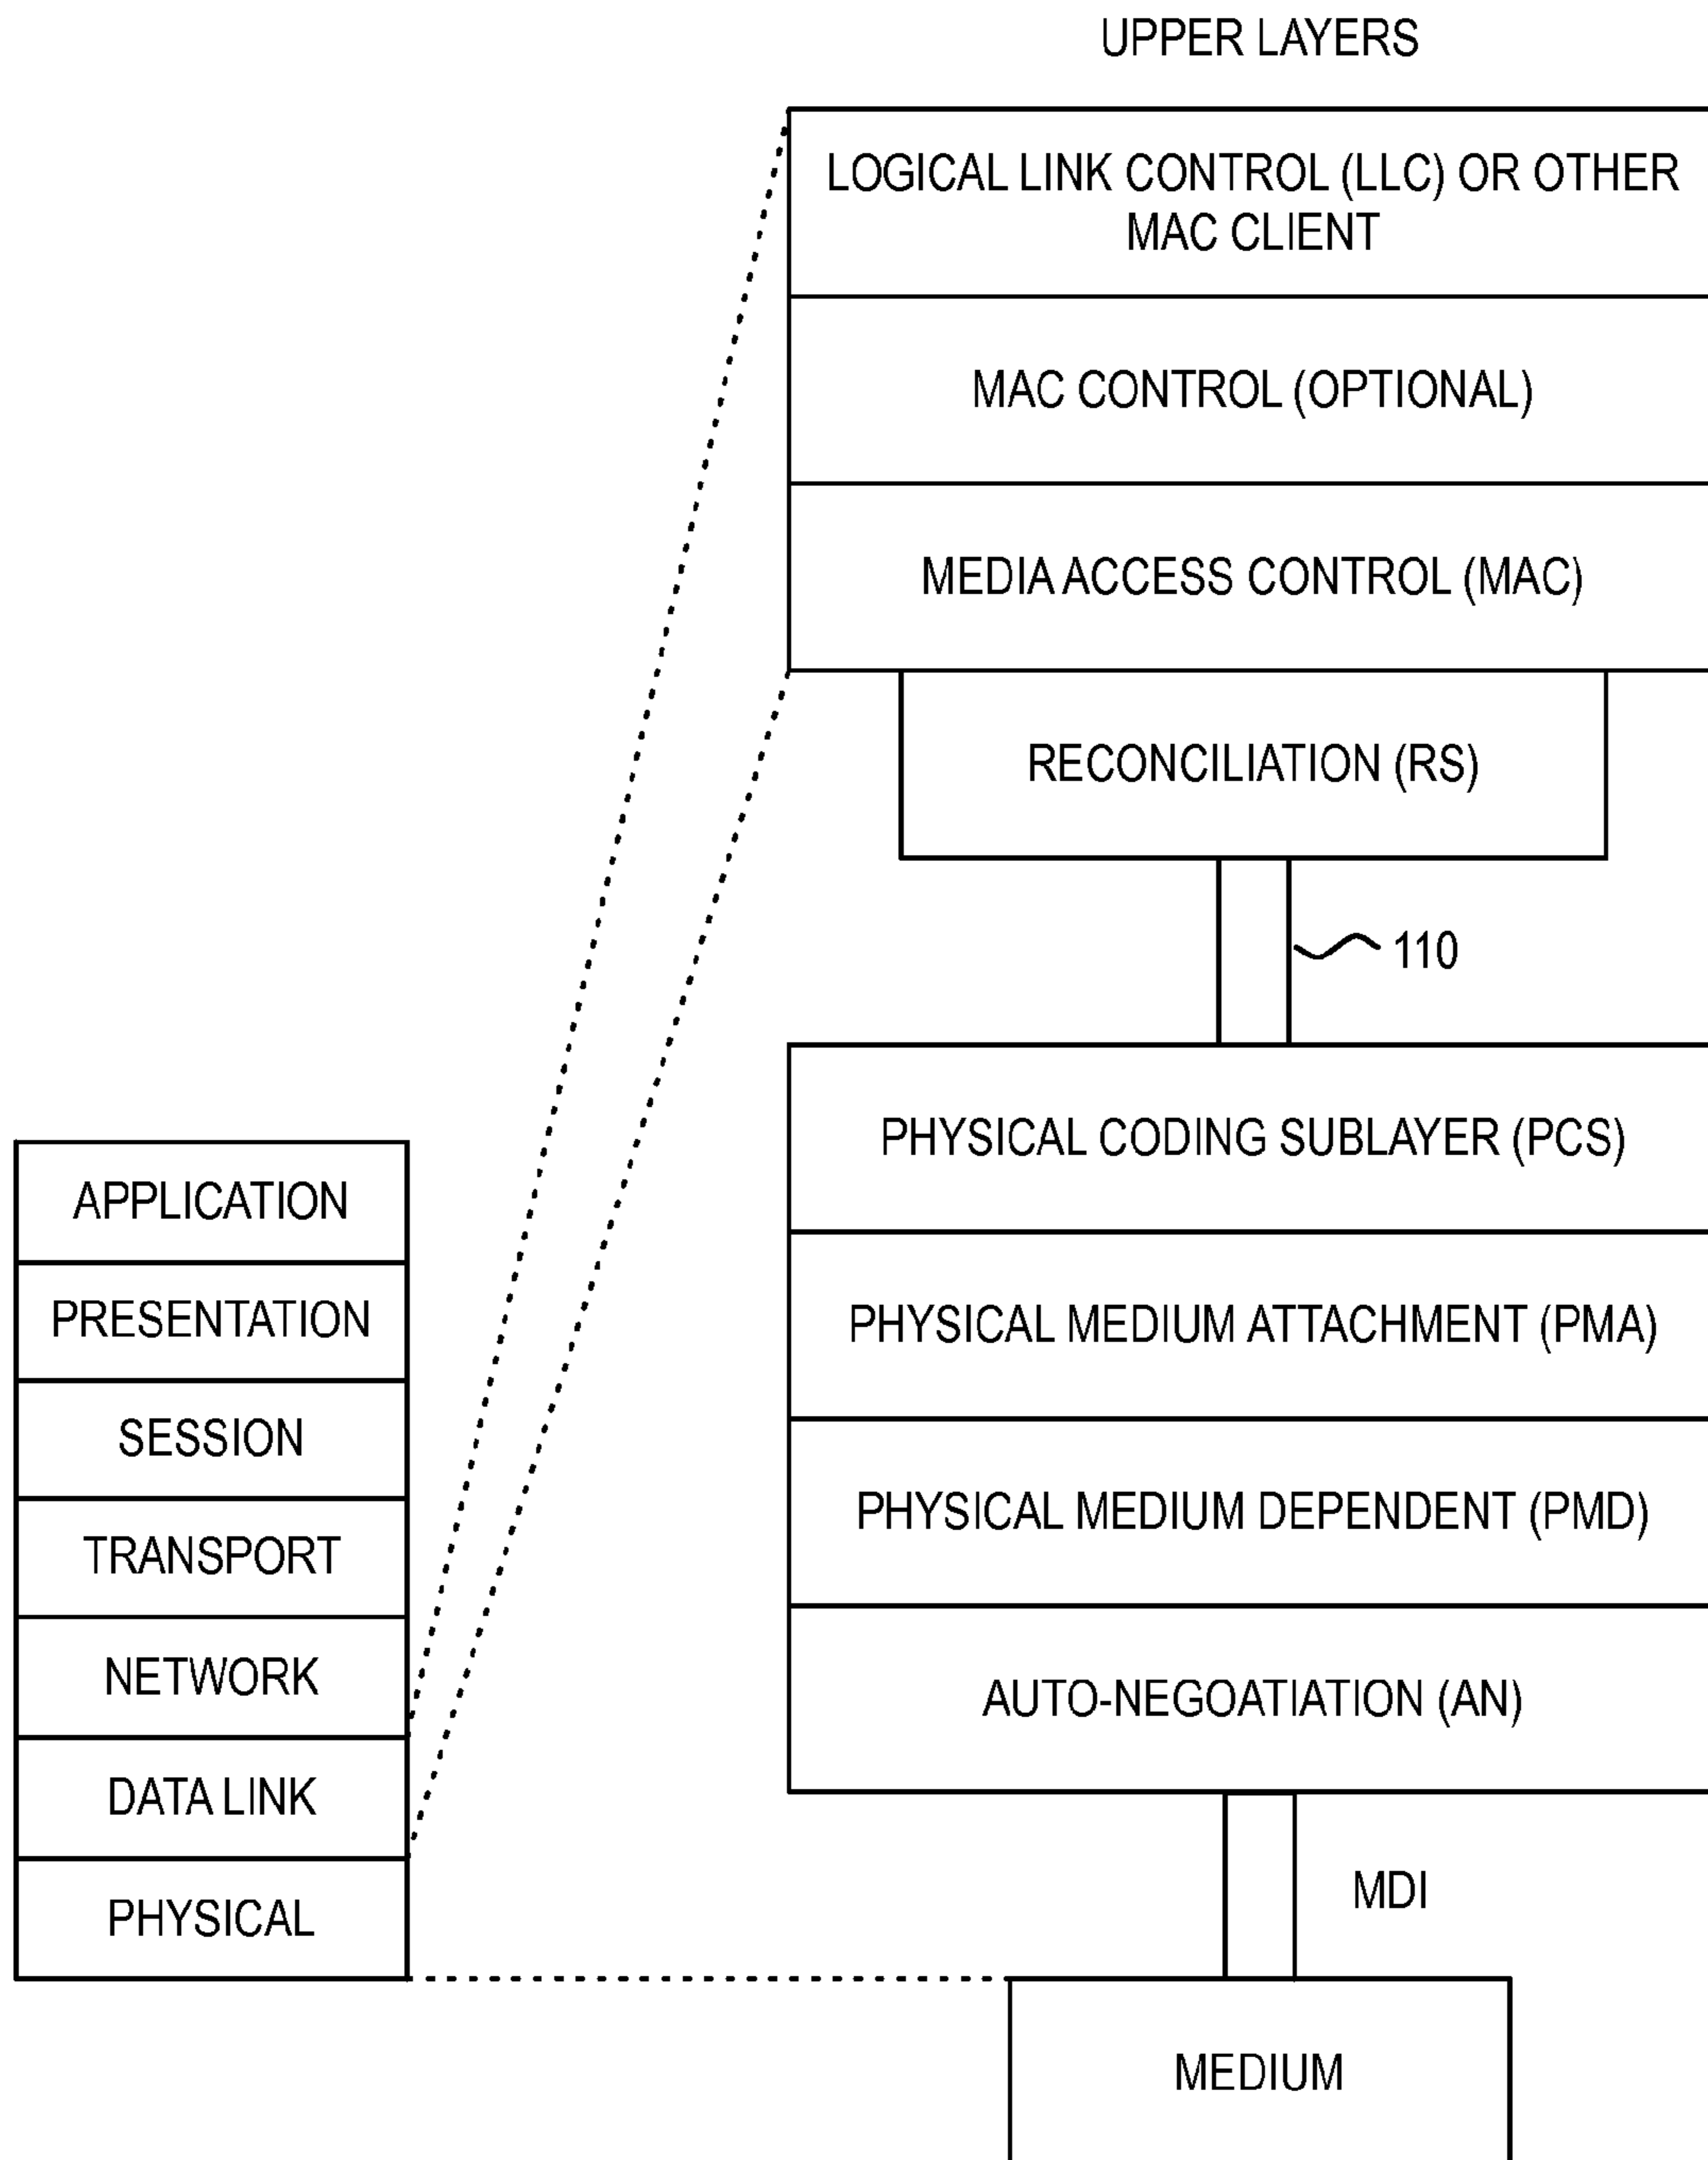 UPPER LAYERS
LOGICAL LINK CONTROL (LLC) OR OTHER
MAC CLIENT
MAC CONTROL (OPTIONAL)
MEDIA ACCESS CONTROL (MAC)
RECONCILIATION (RS)
110
PHYSICAL CODING SUBLAYER (PCS)
PHYSICAL MEDIUM ATTACHMENT (PMA)
PHYSICAL MEDIUM DEPENDENT (PMD)
AUTO-NEGOATIATION (AN)
MDI
MEDIUM
APPLICATION
PRESENTATION
SESSION
TRANSPORT
NETWORK
DATA LINK
PHYSICAL